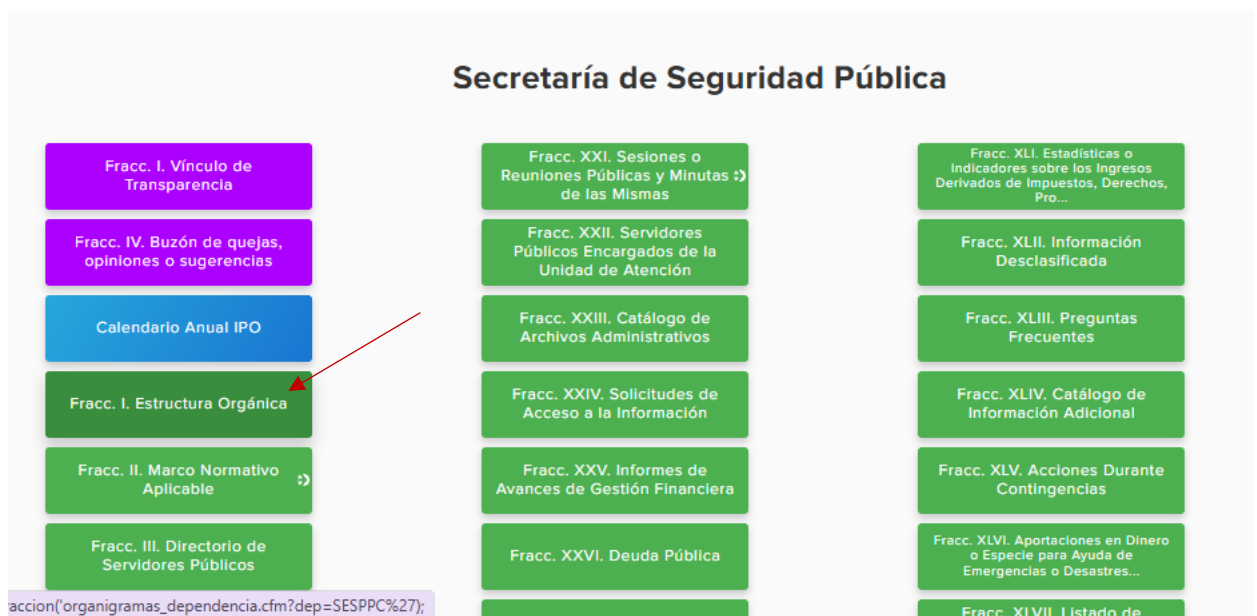 Secretaría de Seguridad Pública
Fracc. I. Vínculo de
Transparencia
Fracc. IV. Buzón de quejas,
opiniones o sugerencias
Calendario Anual IPO
Fracc. I. Estructura Orgánica
Fracc. II. Marco Normativo
Aplicable
Fracc. III. Directorio de
Servidores Públicos
Fracc. XXI. Sesiones o
Reuniones Públicas y Minutas
de las Mismas
Fracc. XXII. Servidores
Públicos Encargados de la
Unidad de Atención
Fracc. XXIII. Catálogo de
Archivos Administrativos
Fracc. XXIV. Solicitudes de
Acceso a la Información
Fracc. XXV. Informes de
Avances de Gestión Financiera
Fracc. XXVI. Deuda Pública
Fracc. XLI. Estadísticas o
Indicadores sobre los Ingresos
Derivados de Impuestos, Derechos,
Pro...
Fracc. XLII. Información
Desclasificada
Fracc. XLIII. Preguntas
Frecuentes
Fracc. XLIV. Catálogo de
Información Adicional
Fracc. XLV. Acciones Durante
Contingencias
Fracc. XLVI. Aportaciones en Dinero
o Especie para Ayuda de
Emergencias o Desastres...
Fracc. XLVII. Listado de
accion('organigramas_dependencia.cfm?dep=SESPPC%27);